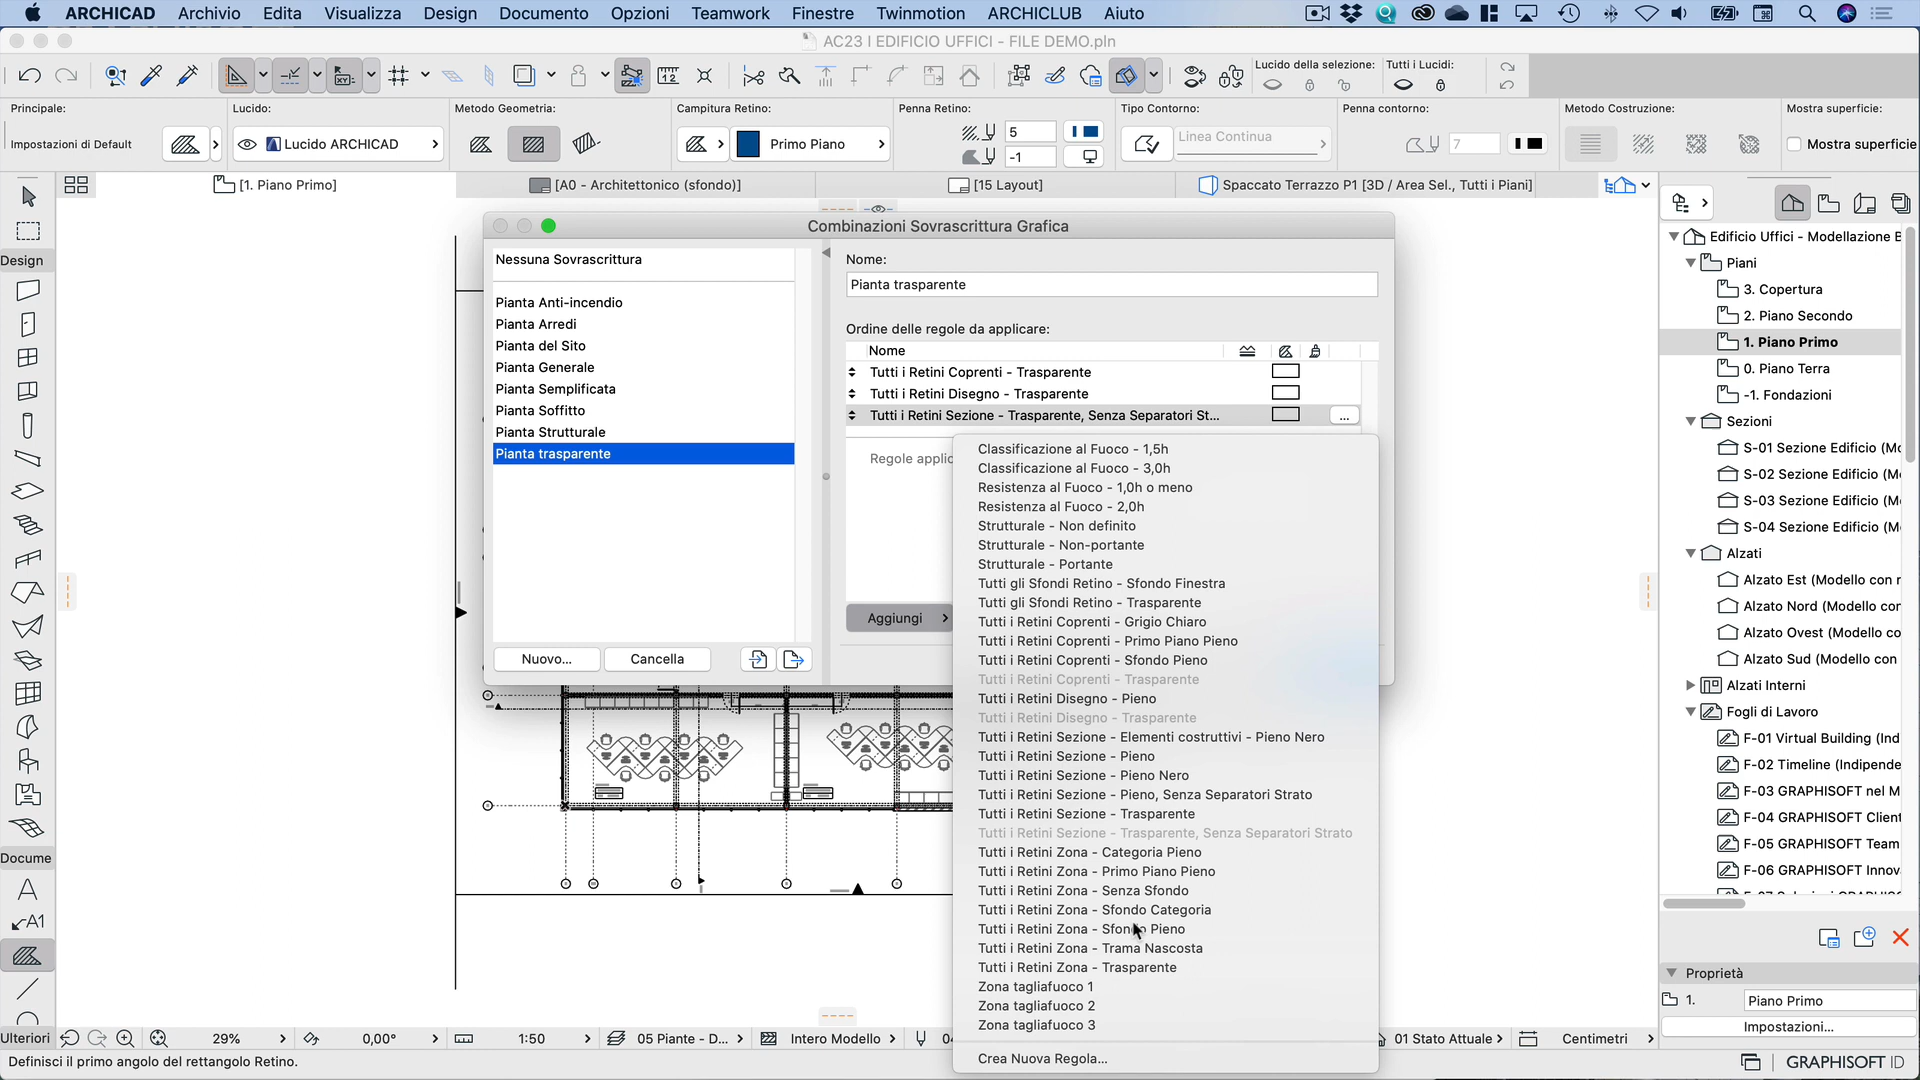 ARCHICAD Archivio Edita Visualizza Design Documento Opzioni Teamwork Finestre Twinmotion ARCHICLUB Aiuto
AC23 I EDIFICIO UFFICI - FILE DEMO.pln
Lucido della selezione: Tutti i Lucidi:
Principale: Lucido: Metodo Geometria: Campitura Retino: Penna Retino: Tipo Contorno: Penna contorno: Metodo Costruzione: Mostra superficie:
Impostazioni di Default Lucido ARCHICAD Primo Piano 5 -1 Linea Continua 7 Mostra superficie
[1. Piano Primo] [A0 - Architettonico (sfondo)] [15 Layout] Spaccato Terrazzo P1 [3D / Area Sel., Tutti i Piani]
Design
Docume
Ulteriori
Combinazioni Sovrascrittura Grafica
Nessuna Sovrascrittura
Pianta Anti-incendio
Pianta Arredi
Pianta del Sito
Pianta Generale
Pianta Semplificata
Pianta Soffitto
Pianta Strutturale
Pianta trasparente
Nuovo... Cancella
Nome:
Pianta trasparente
Ordine delle regole da applicare:
Nome
Tutti i Retini Coprenti - Trasparente
Tutti i Retini Disegno - Trasparente
Tutti i Retini Sezione - Trasparente, Senza Separatori St... ...
Regole applic
Aggiungi
Classificazione al Fuoco - 1,5h
Classificazione al Fuoco - 3,0h
Resistenza al Fuoco - 1,0h o meno
Resistenza al Fuoco - 2,0h
Strutturale - Non definito
Strutturale - Non-portante
Strutturale - Portante
Tutti gli Sfondi Retino - Sfondo Finestra
Tutti gli Sfondi Retino - Trasparente
Tutti i Retini Coprenti - Grigio Chiaro
Tutti i Retini Coprenti - Primo Piano Pieno
Tutti i Retini Coprenti - Sfondo Pieno
Tutti i Retini Coprenti - Trasparente
Tutti i Retini Disegno - Pieno
Tutti i Retini Disegno - Trasparente
Tutti i Retini Sezione - Elementi costruttivi - Pieno Nero
Tutti i Retini Sezione - Pieno
Tutti i Retini Sezione - Pieno Nero
Tutti i Retini Sezione - Pieno, Senza Separatori Strato
Tutti i Retini Sezione - Trasparente
Tutti i Retini Sezione - Trasparente, Senza Separatori Strato
Tutti i Retini Zona - Categoria Pieno
Tutti i Retini Zona - Primo Piano Pieno
Tutti i Retini Zona - Senza Sfondo
Tutti i Retini Zona - Sfondo Categoria
Tutti i Retini Zona - Sfondo Pieno
Tutti i Retini Zona - Trama Nascosta
Tutti i Retini Zona - Trasparente
Zona tagliafuoco 1
Zona tagliafuoco 2
Zona tagliafuoco 3
Crea Nuova Regola...
Edificio Uffici - Modellazione B
Piani
3. Copertura
2. Piano Secondo
1. Piano Primo
0. Piano Terra
-1. Fondazioni
Sezioni
S-01 Sezione Edificio (Mo
S-02 Sezione Edificio (M
S-03 Sezione Edificio (M
S-04 Sezione Edificio (M
Alzati
Alzato Est (Modello con r
Alzato Nord (Modello cor
Alzato Ovest (Modello co
Alzato Sud (Modello con
Alzati Interni
Fogli di Lavoro
F-01 Virtual Building (Ind
F-02 Timeline (Indipende
F-03 GRAPHISOFT nel M
F-04 GRAPHISOFT Client
F-05 GRAPHISOFT Team
F-06 GRAPHISOFT Innov
Proprietà
1. Piano Primo
Impostazioni...
29% 0,00° 1:50 05 Piante - D... Intero Modello 04 01 Stato Attuale Centimetri
Definisci il primo angolo del rettangolo Retino. GRAPHISOFT ID